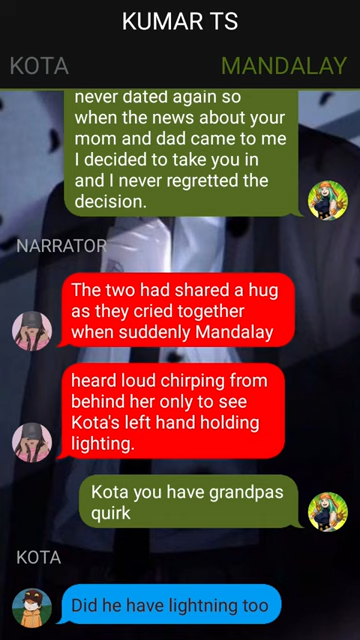 KUMAR TS
KOTA
MANDALAY
never dated again so
when the news about your
mom and dad came to me
I decided to take you in
and I never regretted the
decision.
NARRATOR
The two had shared a hug
as they cried together
when suddenly Mandalay
heard loud chirping from
behind her only to see
Kota's left hand holding
lighting.
Kota you have grandpas
quirk
KOTA
Did he have lightning too